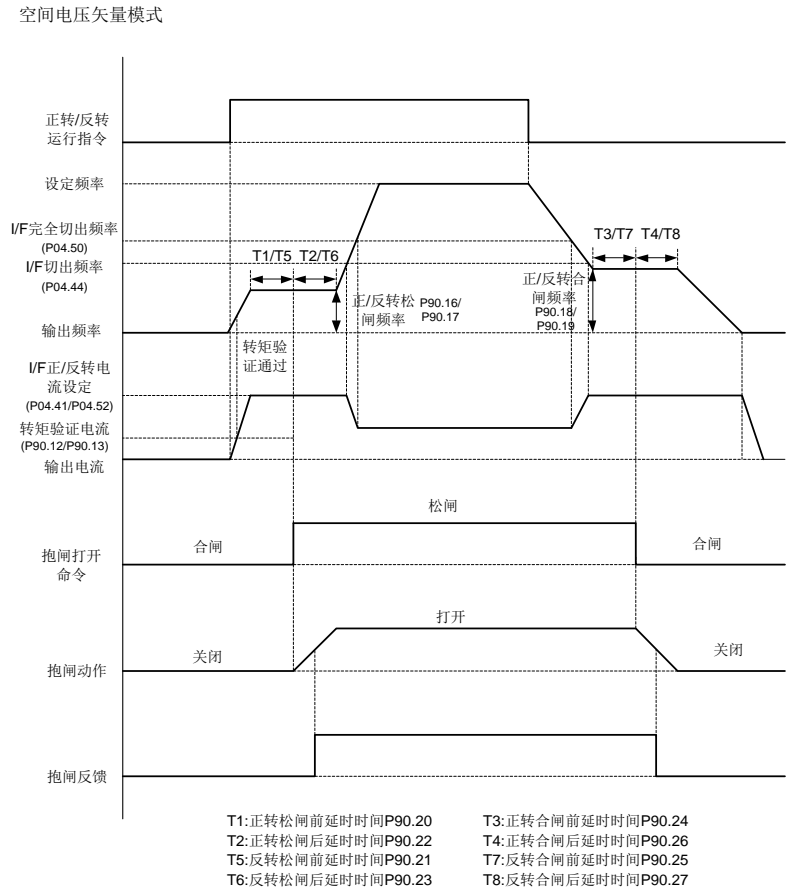 空间电压矢量模式
正转/反转
运行指令
设定频率
I/F完全切出频率
(P04.50)
I/F切出频率
(P04.44)
T1/T5 T2/T6
T3/T7 T4/T8
正/反转松
闸频率
P90.16/
P90.17
正/反转合
闸频率
P90.18/
P90.19
输出频率
转矩验
证通过
I/F正/反转电
流设定
(P04.41/P04.52)
转矩验证电流
(P90.12/P90.13)
输出电流
松闸
合闸
合闸
抱闸打开
命令
打开
关闭
关闭
抱闸动作
抱闸反馈
T1:正转松闸前延时时间P90.20
T2:正转松闸后延时时间P90.22
T5:反转松闸前延时时间P90.21
T6:反转松闸后延时时间P90.23
T3:正转合闸前延时时间P90.24
T4:正转合闸后延时时间P90.26
T7:反转合闸前延时时间P90.25
T8:反转合闸后延时时间P90.27